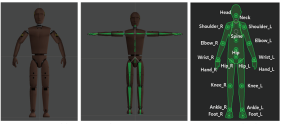 Head
Neck
Shoulder_R Shoulder_L
Spine
Elbow_R Elbow_L
Hip
Wrist_R Wrist_L
Hip_R Hip_L
Hand_R Hand_L
Knee_R Knee_L
Ankle_R Ankle_L
Foot_R Foot_L